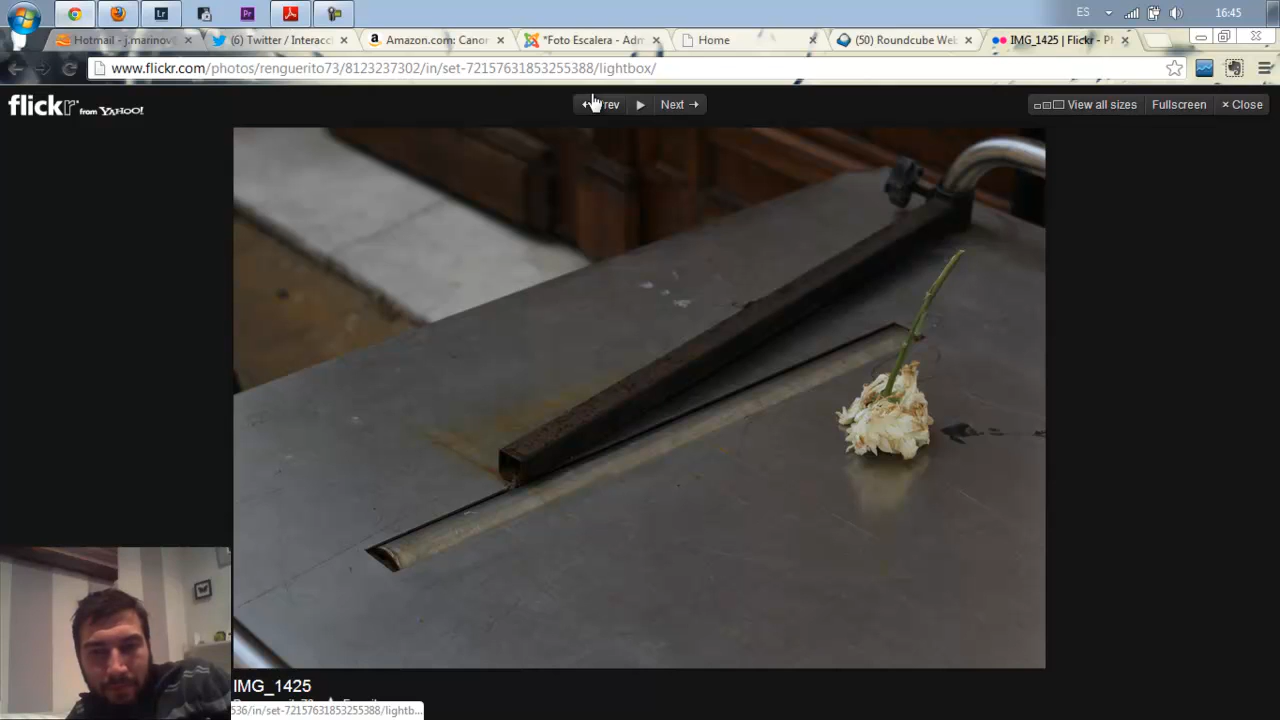 ES 16:45
Hotmail - j.marinov
(6) Twitter / Interacc
Amazon.com: Canon
*Foto Escalera - Adm
Home
(50) Roundcube Web
IMG_1425 | Flickr - Ph
www.flickr.com/photos/renguerito73/8123237302/in/set-72157631853255388/lightbox/
flickr from YAHOO!
← Prev
Next →
View all sizes
Fullscreen
× Close
IMG_1425
536/in/set-72157631853255388/lightb...